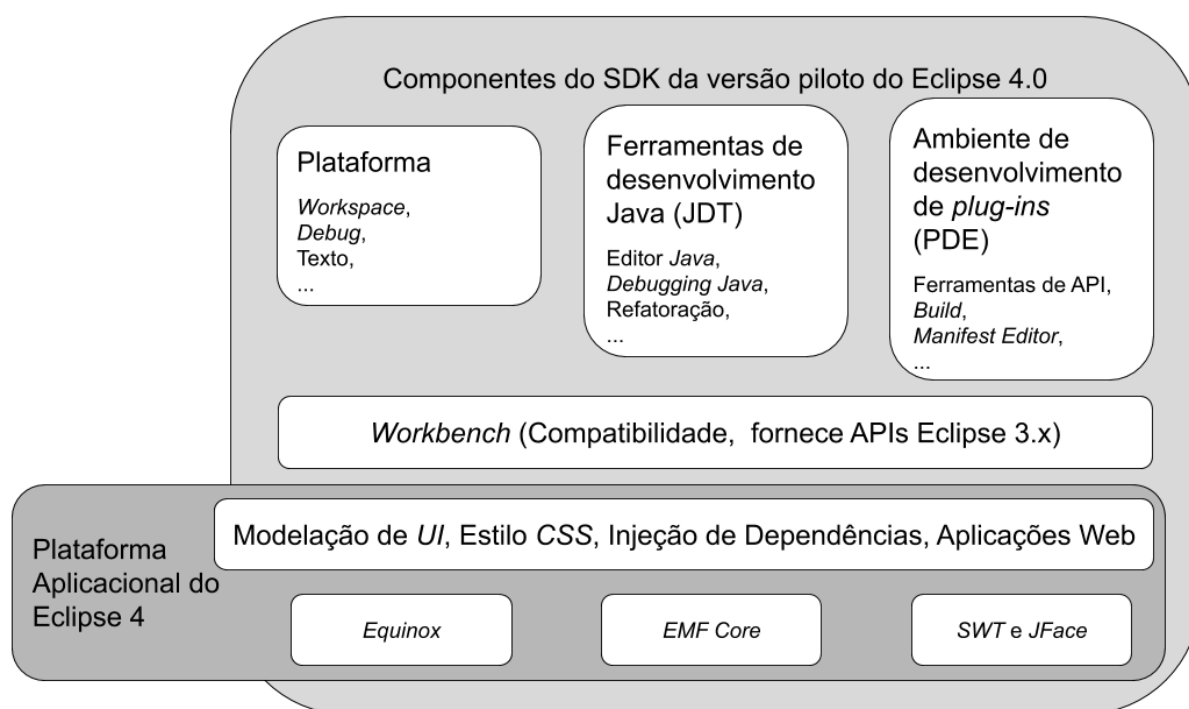 Componentes do SDK da versão piloto do Eclipse 4.0
Plataforma
Workspace,
Debug,
Texto,
...
Ferramentas de
desenvolvimento
Java (JDT)
Editor Java,
Debugging Java,
Refatoração,
...
Ambiente de
desenvolvimento
de plug-ins
(PDE)
Ferramentas de API,
Build,
Manifest Editor,
...
Workbench (Compatibilidade, fornece APIs Eclipse 3.x)
Plataforma
Aplicacional do
Eclipse 4
Modelação de UI, Estilo CSS, Injeção de Dependências, Aplicações Web
Equinox
EMF Core
SWT e JFace